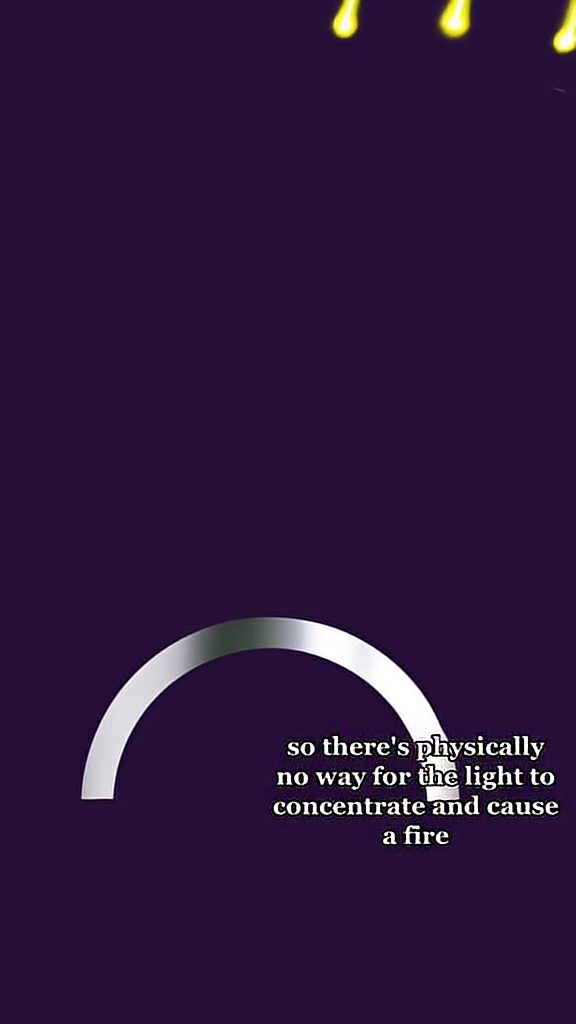 so there's physically
no way for the light to
concentrate and cause
a fire